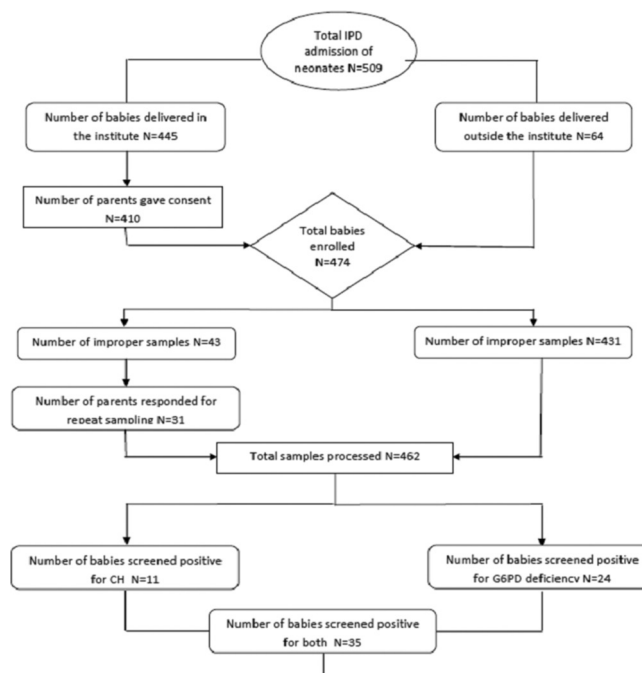 Total IPD
admission of
neonates N=509
Number of babies delivered in
the institute N=445
Number of babies delivered
outside the institute N=64
Number of parents gave consent
N=410
Total babies
enrolled
N=474
Number of improper samples N=43
Number of improper samples N=431
Number of parents responded for
repeat sampling N=31
Total samples processed N=462
Number of babies screened positive
for CH N=11
Number of babies screened positive
for G6PD deficiency N=24
Number of babies screened positive
for both N=35